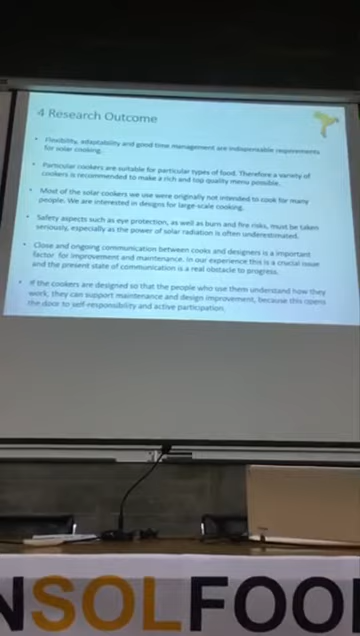 4 Research Outcome
• Flexibility, adaptability and good time management are indispensable requirements
for solar cooking.
• Particular cookers are suitable for particular types of food. Therefore a variety of
cookers is recommended to make a rich and top quality menu possible.
• Most of the solar cookers we use were originally not intended to cook for many
people. We are interested in designs for large-scale cooking.
• Safety aspects such as eye protection, as well as burn and fire risks, must be taken
seriously, especially as the power of solar radiation is often underestimated.
• Close and ongoing communication between cooks and designers is a important
factor for improvement and maintenance. In our experience this is a crucial issue
and the present state of communication is a real obstacle to progress.
• If the cookers are designed so that the people who use them understand how they
work, they can support maintenance and design improvement, because this opens
the door to self-responsibility and active participation.
NSOLFOO